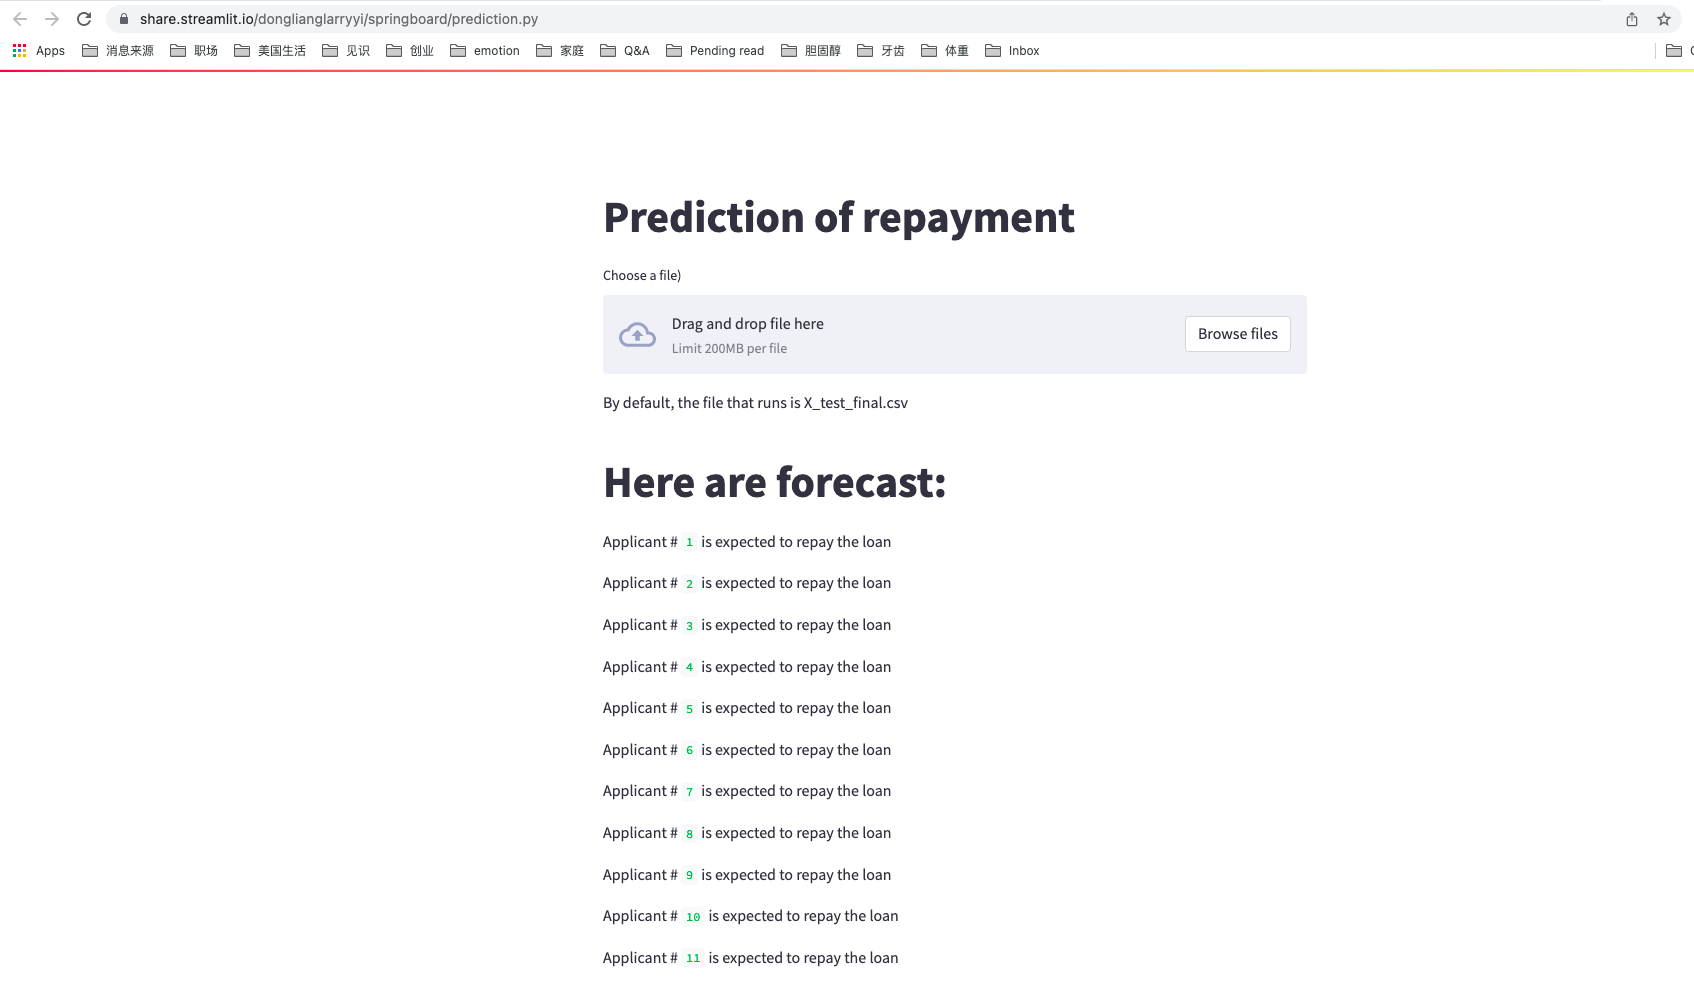 share.streamlit.io/donglianglarryyi/springboard/prediction.py
Apps 消息来源 职场 美国生活 见识 创业 emotion 家庭 Q&A Pending read 胆固醇 牙齿 体重 Inbox
Prediction of repayment
Choose a file)
Drag and drop file here
Limit 200MB per file
Browse files
By default, the file that runs is X_test_final.csv
Here are forecast:
Applicant # 1 is expected to repay the loan
Applicant # 2 is expected to repay the loan
Applicant # 3 is expected to repay the loan
Applicant # 4 is expected to repay the loan
Applicant # 5 is expected to repay the loan
Applicant # 6 is expected to repay the loan
Applicant # 7 is expected to repay the loan
Applicant # 8 is expected to repay the loan
Applicant # 9 is expected to repay the loan
Applicant # 10 is expected to repay the loan
Applicant # 11 is expected to repay the loan